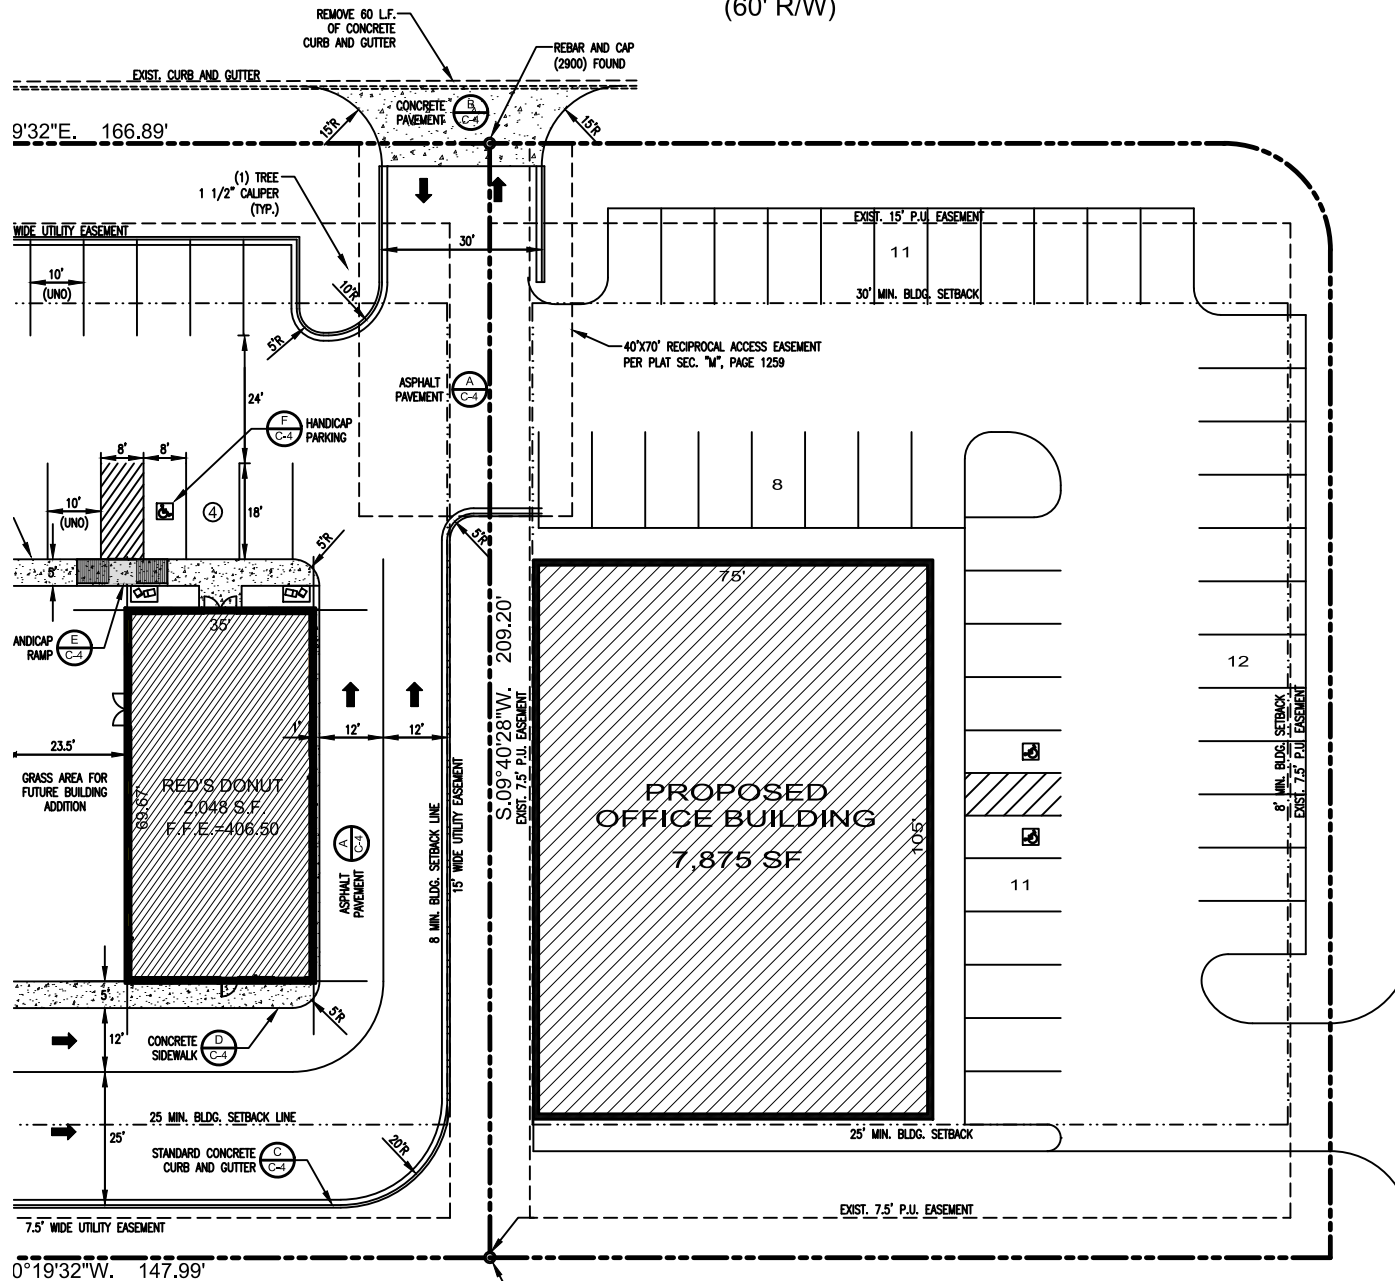 (60' R/W)
REMOVE 60 L.F.
OF CONCRETE
CURB AND GUTTER
REBAR AND CAP
(2900) FOUND
EXIST. CURB AND GUTTER
CONCRETE
PAVEMENT
B
C-4
15'R
15'R
9'32"E. 166.89'
(1) TREE
1 1/2" CALIPER
(TYP.)
WIDE UTILITY EASEMENT
EXIST. 15' P.U. EASEMENT
30'
11
10'
(UNO)
10'R
30' MIN. BLDG. SETBACK
5'R
40'X70' RECIPROCAL ACCESS EASEMENT
PER PLAT SEC. "M", PAGE 1259
ASPHALT
PAVEMENT
A
C-4
24'
F
C-4
HANDICAP
PARKING
8'
8'
8
10'
(UNO)
4
18'
5'R
5'R
5'
75'
35'
ANDICAP
RAMP
E
C-4
S.09°40'28"W. 209.20'
EXIST. 7.5' P.U. EASEMENT
12
8' MIN. BLDG. SETBACK
EXIST. 7.5' P.U. EASEMENT
23.5'
1'
12'
12'
GRASS AREA FOR
FUTURE BUILDING
ADDITION
RED'S DONUT
2,048 S.F.
F.F.E.=406.50
69.67'
PROPOSED
OFFICE BUILDING
7,875 SF
105'
A
C-4
ASPHALT
PAVEMENT
8 MIN. BLDG. SETBACK LINE
15' WIDE UTILITY EASEMENT
11
5'
5'R
12'
CONCRETE
SIDEWALK
D
C-4
25 MIN. BLDG. SETBACK LINE
25'
25' MIN. BLDG. SETBACK
20'R
STANDARD CONCRETE
CURB AND GUTTER
C
C-4
EXIST. 7.5' P.U. EASEMENT
7.5' WIDE UTILITY EASEMENT
0°19'32"W. 147.99'